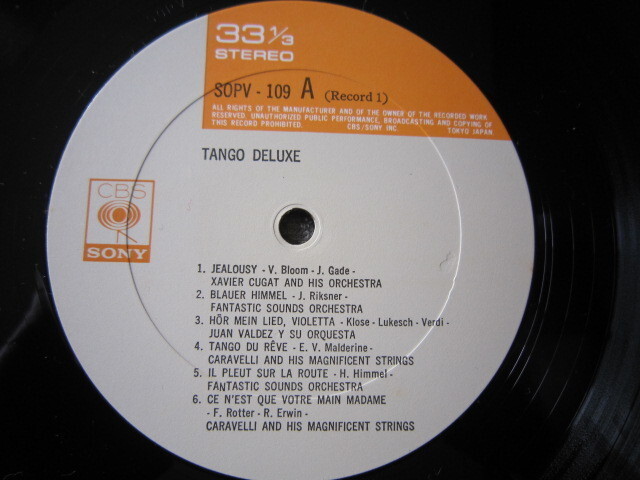 33 1/3
STEREO
SOPV - 109 A (Record 1)
ALL RIGHTS OF THE MANUFACTURER AND OF THE OWNER OF THE RECORDED WORK
RESERVED. UNAUTHORIZED PUBLIC PERFORMANCE, BROADCASTING AND COPYING OF
THIS RECORD PROHIBITED. CBS/SONY INC. TOKYO JAPAN
TANGO DELUXE
CBS
SONY
1. JEALOUSY - V. Bloom - J. Gade -
XAVIER CUGAT AND HIS ORCHESTRA
2. BLAUER HIMMEL - J. Riksner -
FANTASTIC SOUNDS ORCHESTRA
3. HÖR MEIN LIED, VIOLETTA - Klose - Lukesch - Verdi -
JUAN VALDEZ Y SU ORQUESTA
4. TANGO DU RÊVE - E. V. Malderine -
CARAVELLI AND HIS MAGNIFICENT STRINGS
5. IL PLEUT SUR LA ROUTE - H. Himmel -
FANTASTIC SOUNDS ORCHESTRA
6. CE N'EST QUE VOTRE MAIN MADAME
- F. Rotter - R. Erwin -
CARAVELLI AND HIS MAGNIFICENT STRINGS